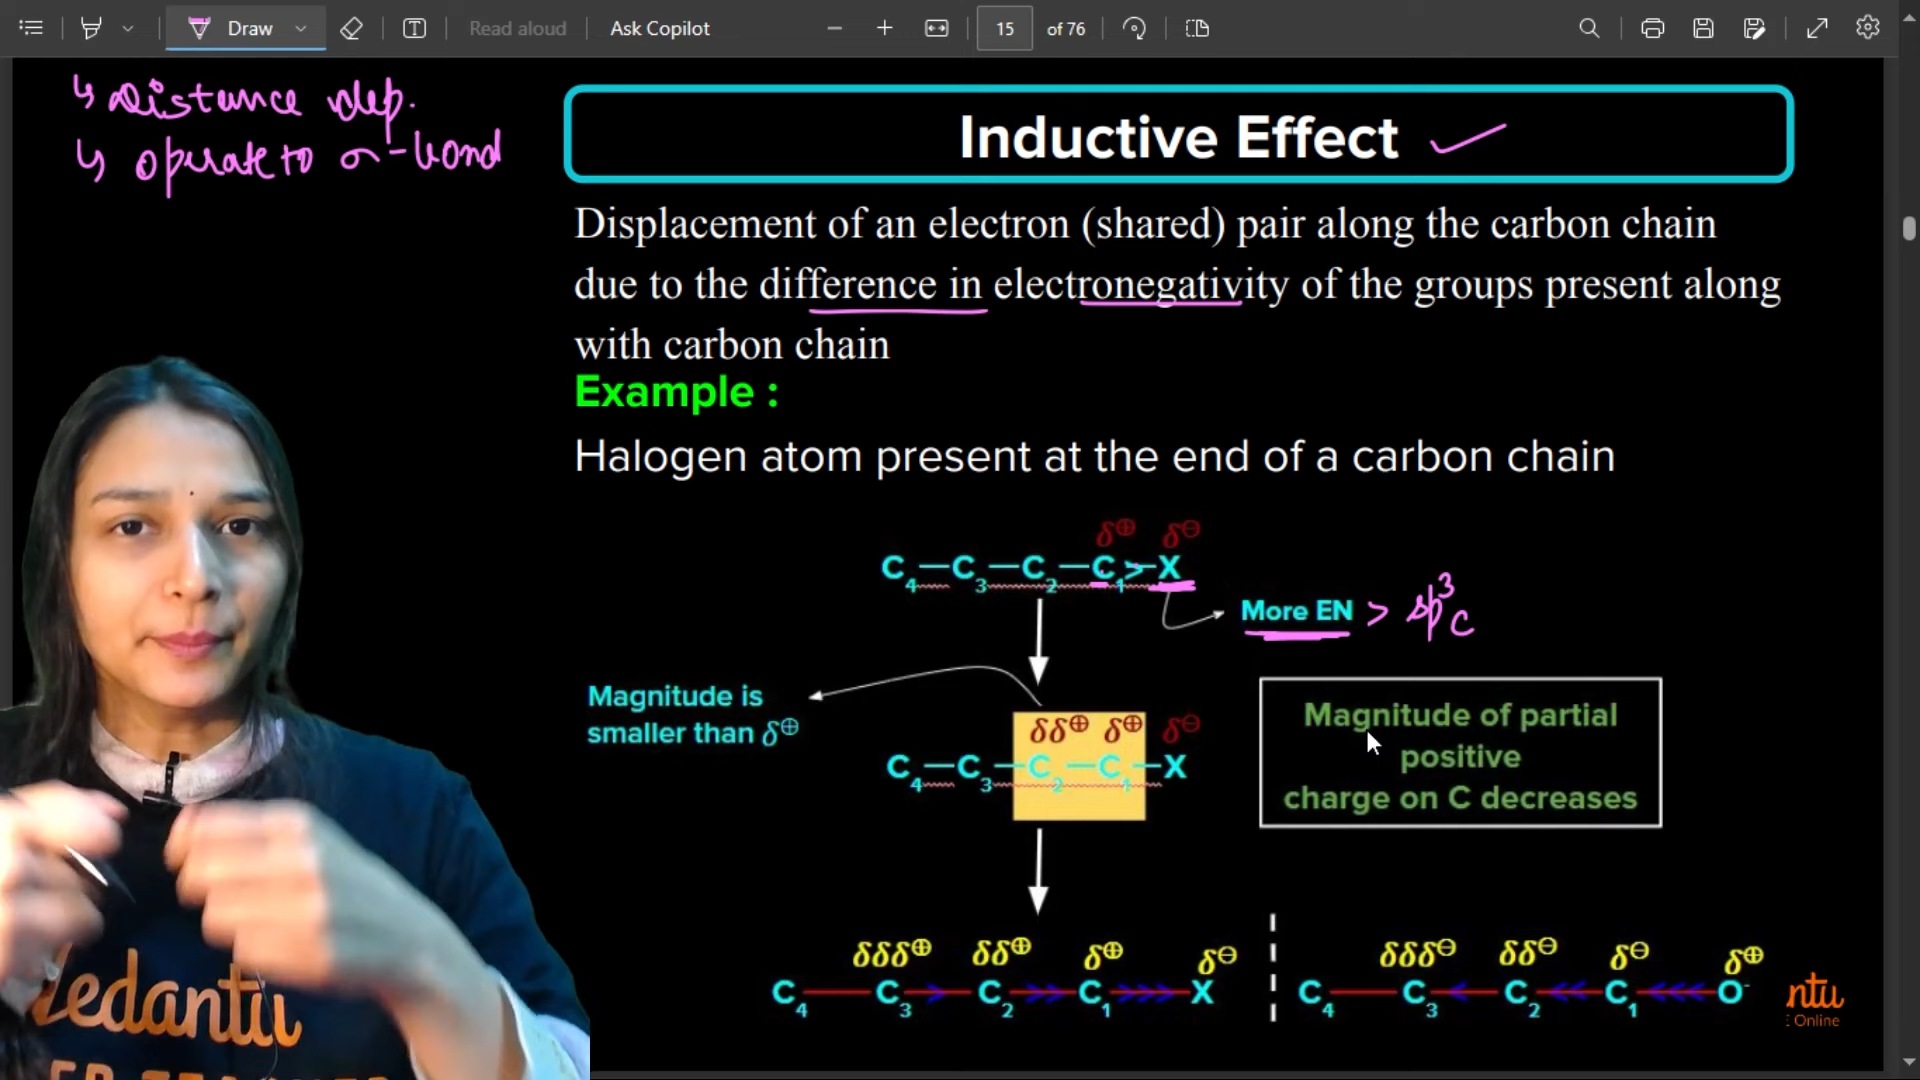 Draw
Read aloud
Ask Copilot
15 of 76
↳ distance dep.
↳ operate to σ-bond
Inductive Effect
Displacement of an electron (shared) pair along the carbon chain
due to the difference in electronegativity of the groups present along
with carbon chain
Example :
Halogen atom present at the end of a carbon chain
δ⊕ δ⊖
C₄—C₃—C₂—C₁>-X
More EN > sp³c
Magnitude is
smaller than δ⊕
δδ⊕ δ⊕ δ⊖
C₄—C₃—C₂—C₁—X
Magnitude of partial
positive
charge on C decreases
δδδ⊕ δδ⊕ δ⊕ δ⊖
C₄ C₃ C₂ C₁ X
δδδ⊖ δδ⊖ δ⊖ δ⊕
C₄ C₃ C₂ C₁ O⁻
ntu
E Online
Vedantu